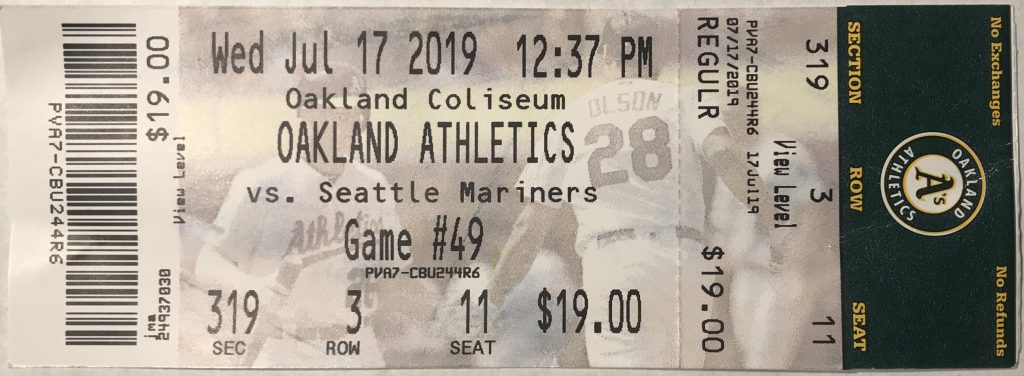 $19.00
View Level
PVA7-CBU244R6
jma
24937030
Wed Jul 17 2019 12:37 PM
Oakland Coliseum
OAKLAND ATHLETICS
vs. Seattle Mariners
Game #49
PVA7-CBU244R6
319 3 11 $19.00
SEC ROW SEAT
OLSON
28
Athletics
REGULR
07/17/2019
PVA7-CBU244R6 17Jul19
View Level
$19.00
319 3 11
SECTION ROW SEAT
OAKLAND
A's
ATHLETICS
No Exchanges
No Refunds